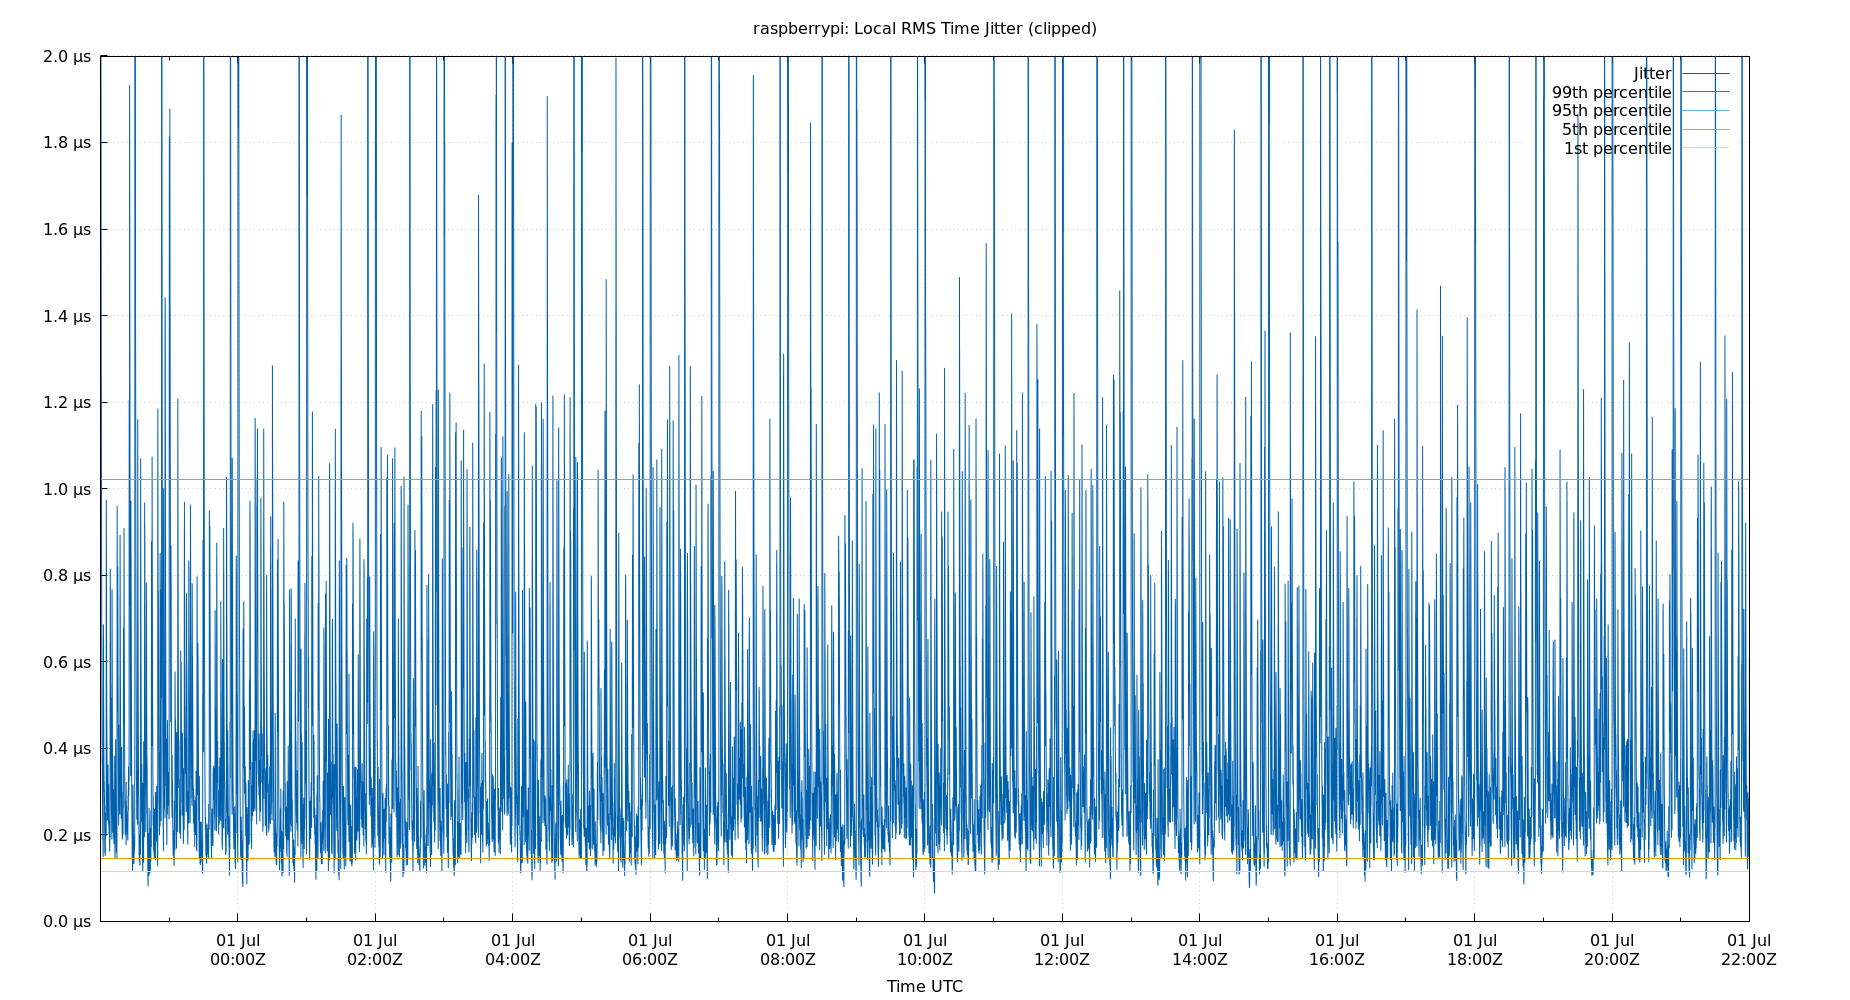 raspberrypi: Local RMS Time Jitter (clipped)
2.0 µs
1.8 µs
1.6 µs
1.4 µs
1.2 µs
1.0 µs
0.8 µs
0.6 µs
0.4 µs
0.2 µs
0.0 µs
Jitter
99th percentile
95th percentile
5th percentile
1st percentile
01 Jul 01 Jul 01 Jul 01 Jul 01 Jul 01 Jul 01 Jul 01 Jul 01 Jul 01 Jul 01 Jul 01 Jul
00:00Z 02:00Z 04:00Z 06:00Z 08:00Z 10:00Z 12:00Z 14:00Z 16:00Z 18:00Z 20:00Z 22:00Z
Time UTC